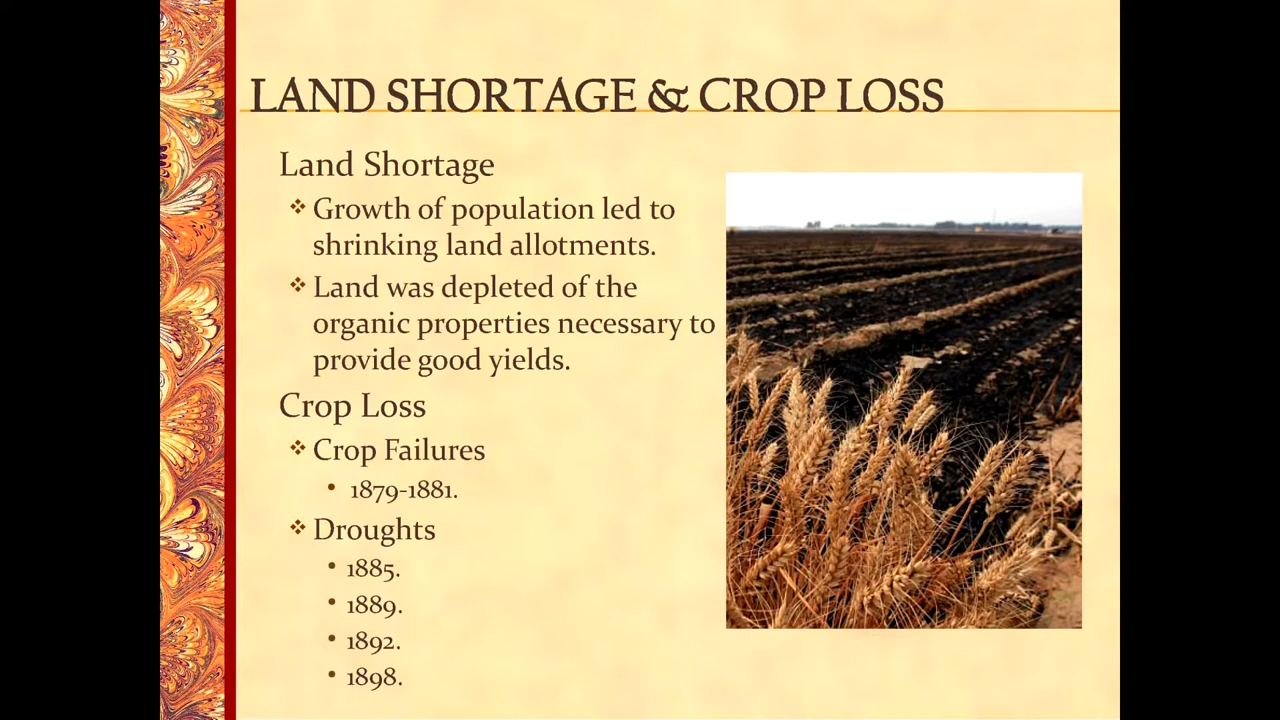 LAND SHORTAGE & CROP LOSS
Land Shortage
❖ Growth of population led to
shrinking land allotments.
❖ Land was depleted of the
organic properties necessary to
provide good yields.
Crop Loss
❖ Crop Failures
• 1879-1881.
❖ Droughts
• 1885.
• 1889.
• 1892.
• 1898.